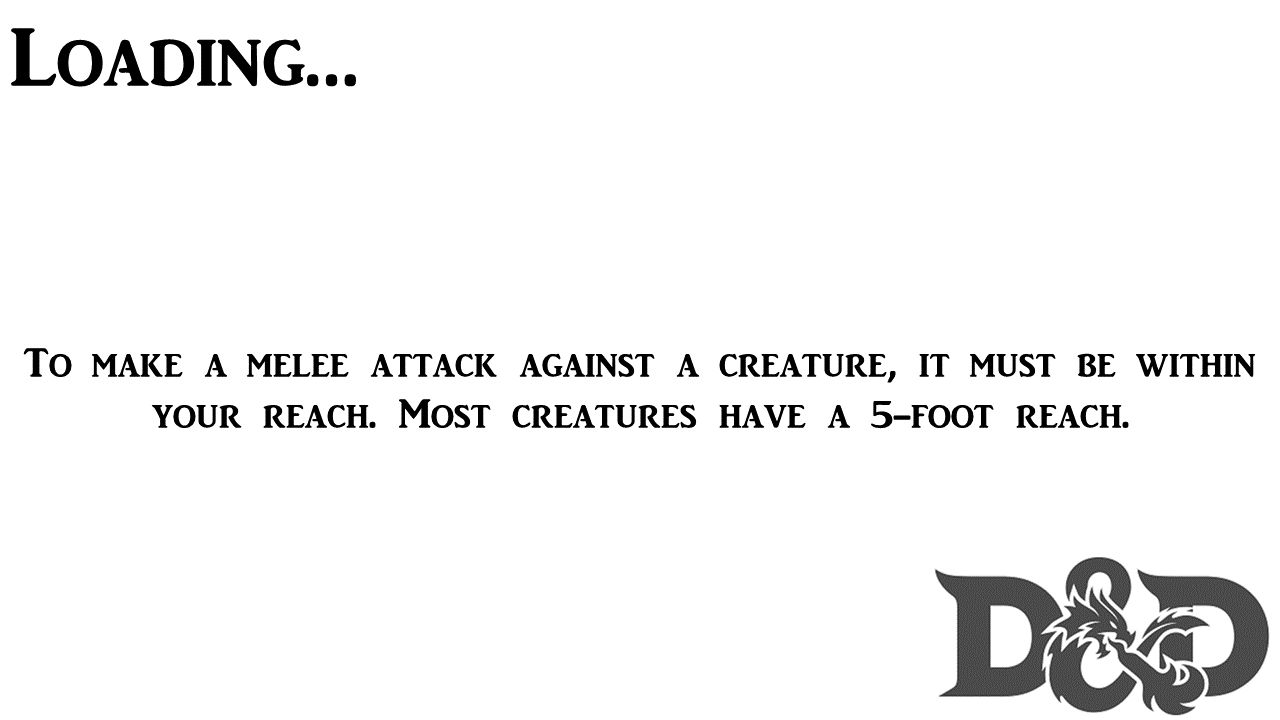 Loading...
To make a melee attack against a creature, it must be within
your reach. Most creatures have a 5-foot reach.
D&D